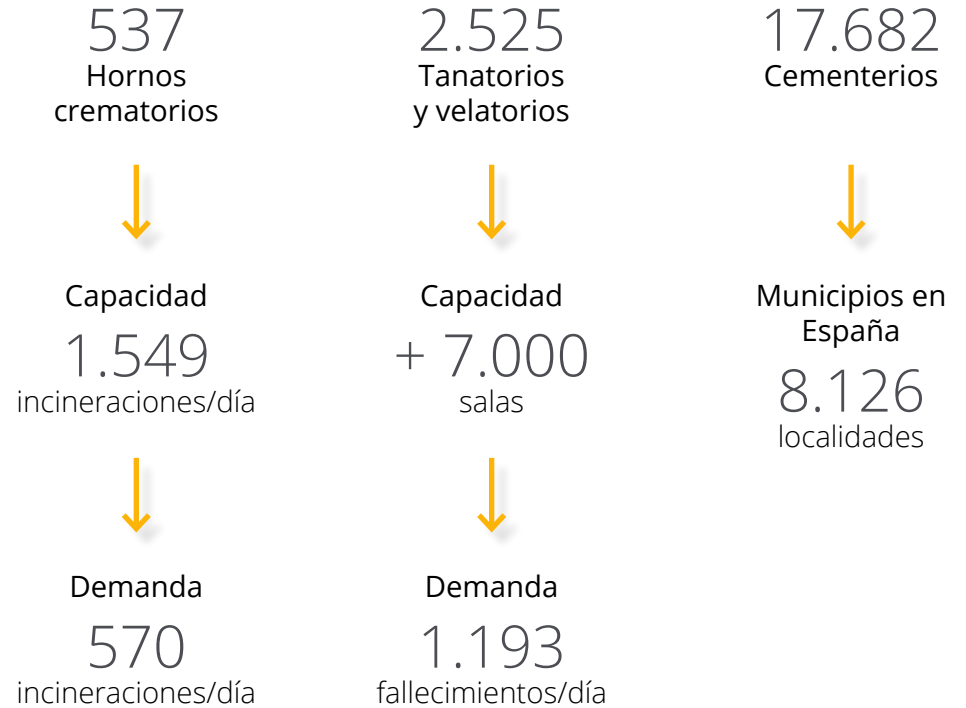 537
Hornos
crematorios
Capacidad
1.549
incineraciones/día
Demanda
570
incineraciones/día
2.525
Tanatorios
y velatorios
Capacidad
+ 7.000
salas
Demanda
1.193
fallecimientos/día
17.682
Cementerios
Municipios en
España
8.126
localidades